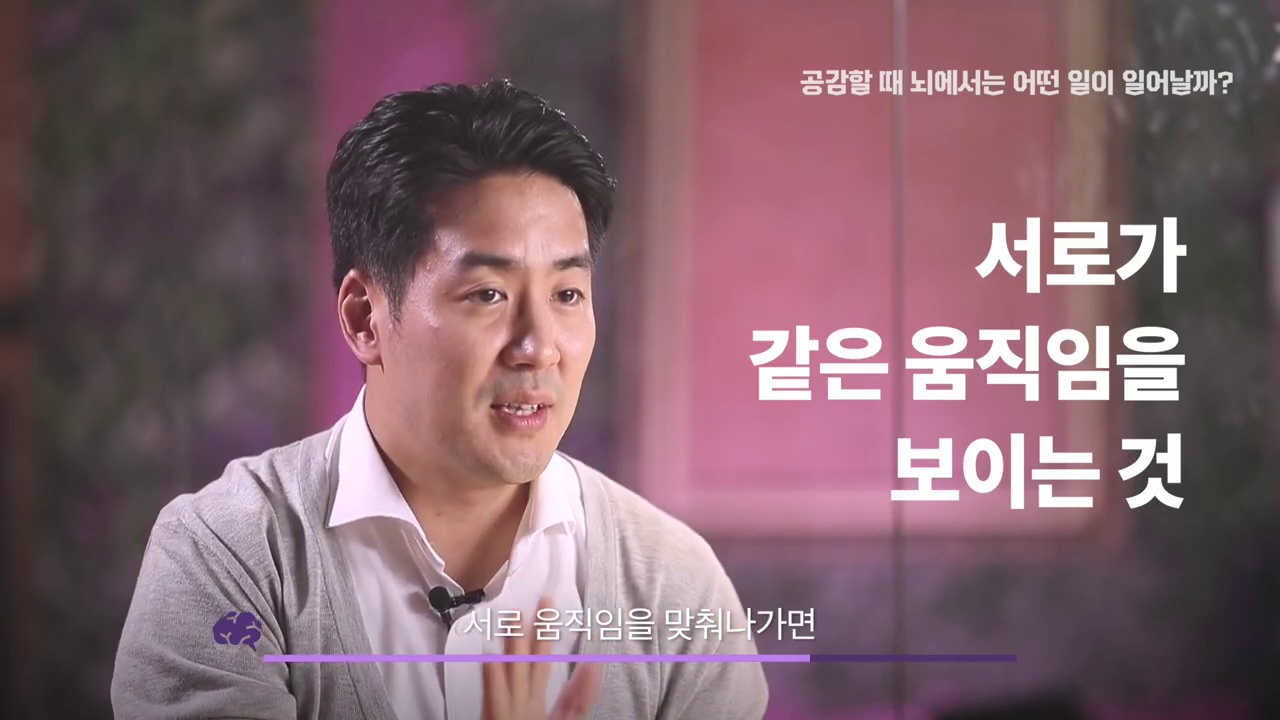 공감할 때 뇌에서는 어떤 일이 일어날까?
서로가
같은 움직임을
보이는 것
서로 움직임을 맞춰나가면